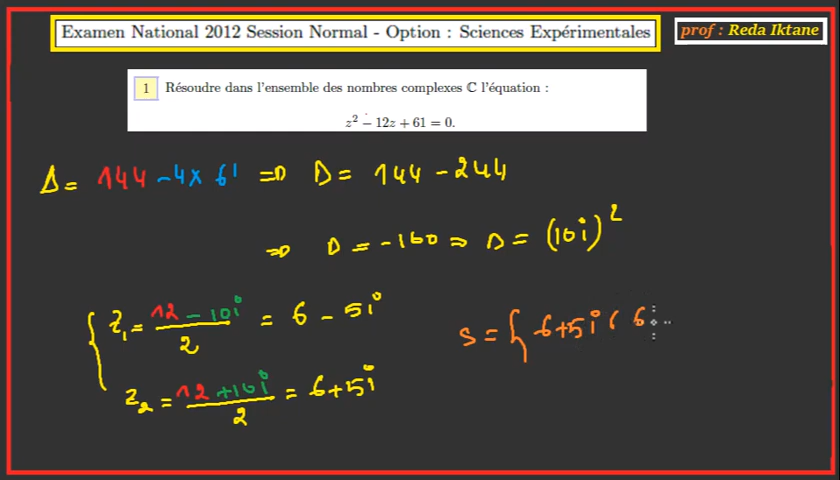 Examen National 2012 Session Normal - Option : Sciences Expérimentales
prof : Reda Iktane
1 Résoudre dans l'ensemble des nombres complexes ℂ l'équation :
z² − 12z + 61 = 0.
Δ = 144 − 4 × 61 ⇒ Δ = 144 − 244
⇒ Δ = −100 ⇒ Δ = (10i)²
z₁ = (12 − 10i)/2 = 6 − 5i
z₂ = (12 + 10i)/2 = 6 + 5i
S = { 6+5i ; 6